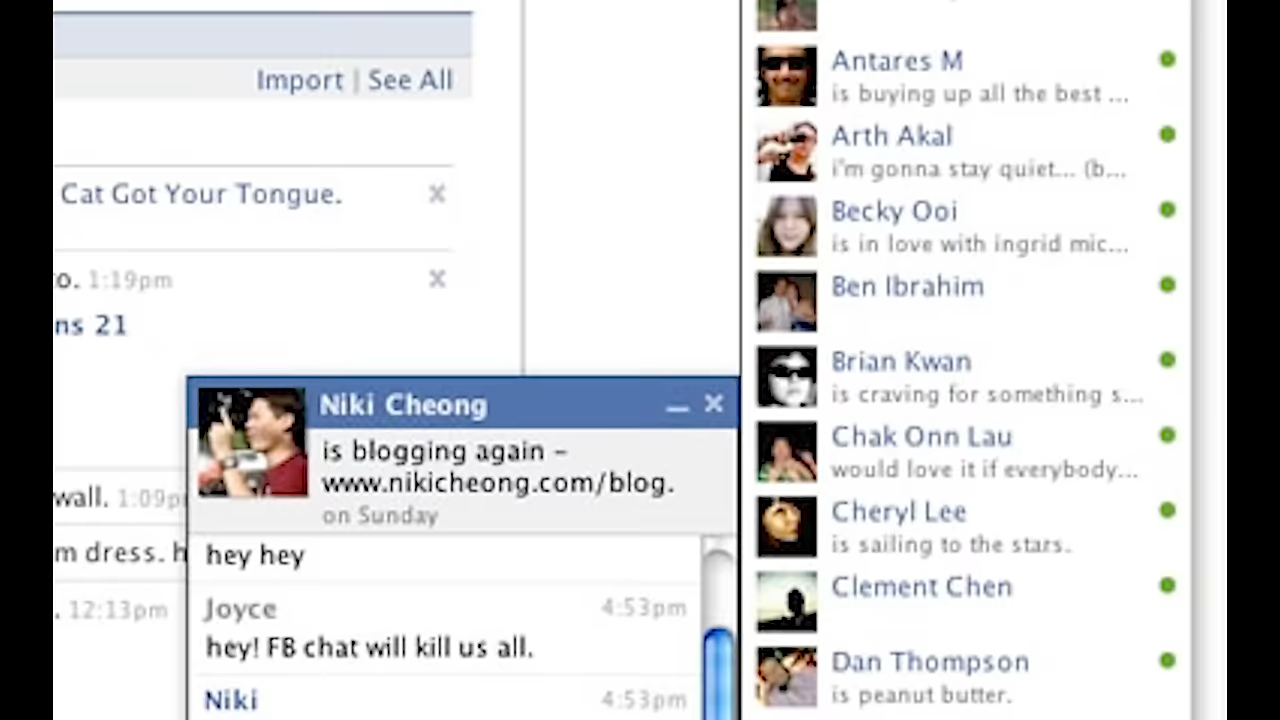 Import | See All
Cat Got Your Tongue.
to. 1:19pm
ns 21
wall. 1:09p
m dress. h
. 12:13pm
Niki Cheong
is blogging again –
www.nikicheong.com/blog.
on Sunday
hey hey
Joyce 4:53pm
hey! FB chat will kill us all.
Niki 4:53pm
Antares M
is buying up all the best ...
Arth Akal
i'm gonna stay quiet... (b...
Becky Ooi
is in love with ingrid mic...
Ben Ibrahim
Brian Kwan
is craving for something s...
Chak Onn Lau
would love it if everybody...
Cheryl Lee
is sailing to the stars.
Clement Chen
Dan Thompson
is peanut butter.